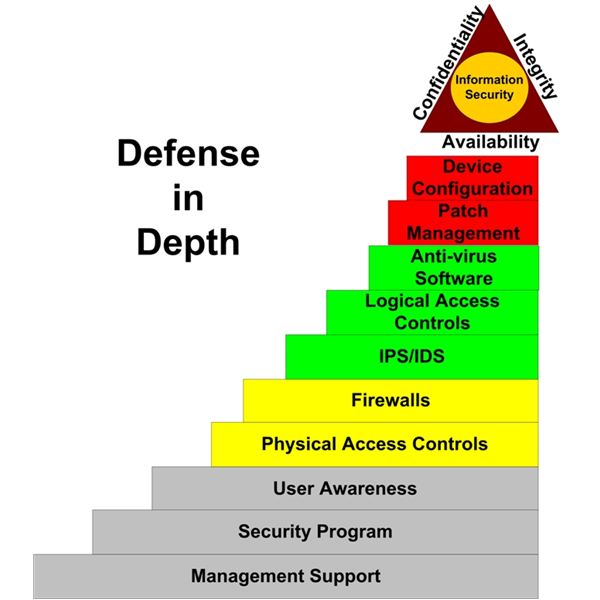 Confidentiality
Integrity
Information
Security
Availability
Defense
in
Depth
Device
Configuration
Patch
Management
Anti-virus
Software
Logical Access
Controls
IPS/IDS
Firewalls
Physical Access Controls
User Awareness
Security Program
Management Support